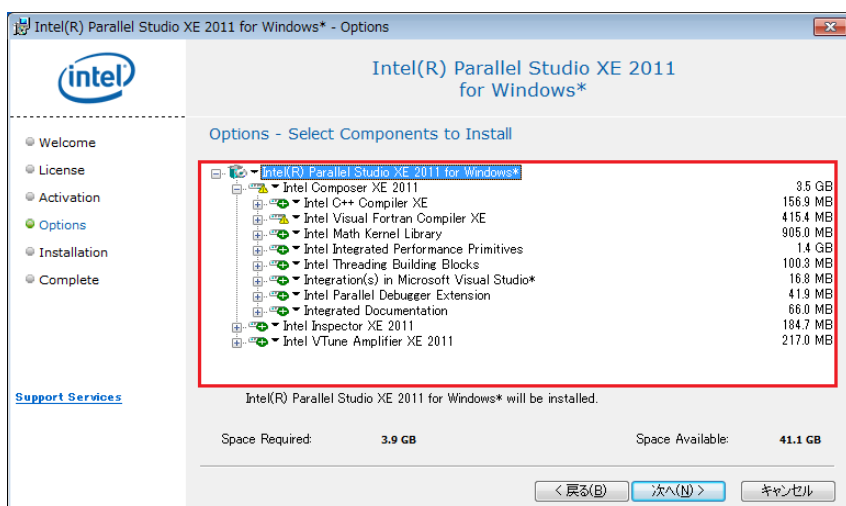 Intel(R) Parallel Studio XE 2011 for Windows* - Options
intel
Intel(R) Parallel Studio XE 2011
for Windows*
Welcome
License
Activation
Options
Installation
Complete
Support Services
Options - Select Components to Install
Intel(R) Parallel Studio XE 2011 for Windows*
Intel Composer XE 2011 3.5 GB
Intel C++ Compiler XE 156.9 MB
Intel Visual Fortran Compiler XE 415.4 MB
Intel Math Kernel Library 905.0 MB
Intel Integrated Performance Primitives 1.4 GB
Intel Threading Building Blocks 100.3 MB
Integration(s) in Microsoft Visual Studio* 16.8 MB
Intel Parallel Debugger Extension 41.9 MB
Integrated Documentation 66.0 MB
Intel Inspector XE 2011 184.7 MB
Intel VTune Amplifier XE 2011 217.0 MB
Intel(R) Parallel Studio XE 2011 for Windows* will be installed.
Space Required: 3.9 GB Space Available: 41.1 GB
< 戻る(B) 次へ(N) > キャンセル